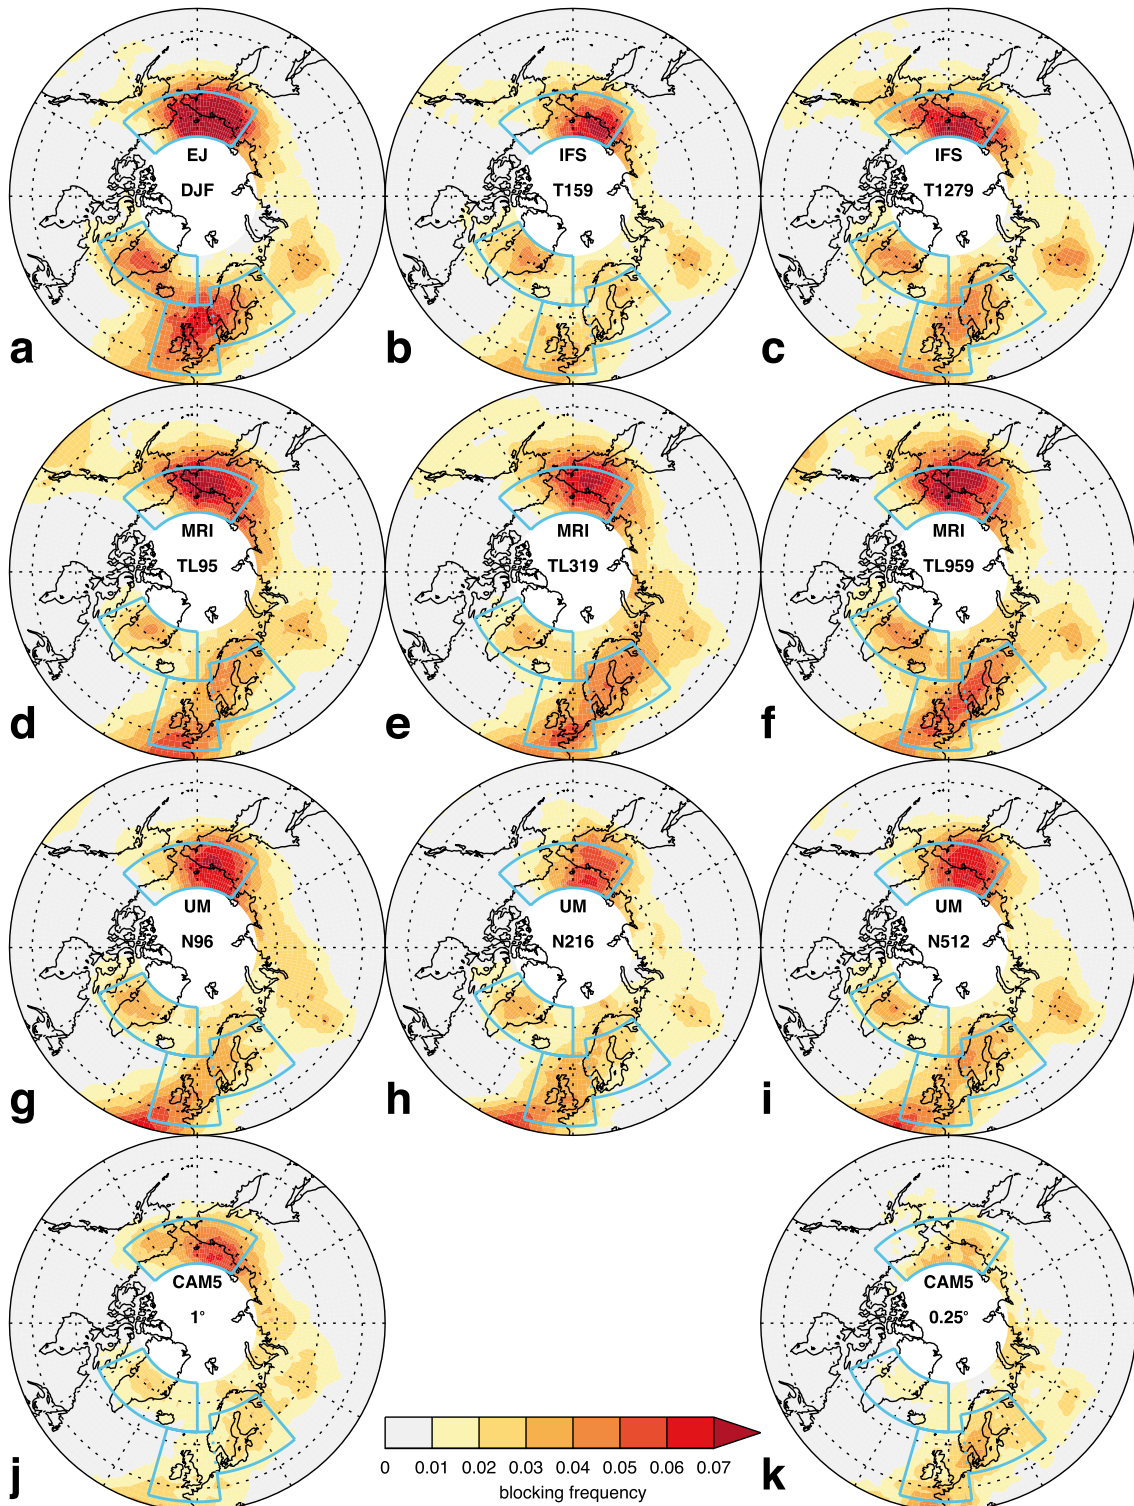 EJ
DJF
a
IFS
T159
b
IFS
T1279
c
MRI
TL95
d
MRI
TL319
e
MRI
TL959
f
UM
N96
g
UM
N216
h
UM
N512
i
CAM5
1°
j
CAM5
0.25°
k
0 0.01 0.02 0.03 0.04 0.05 0.06 0.07
blocking frequency